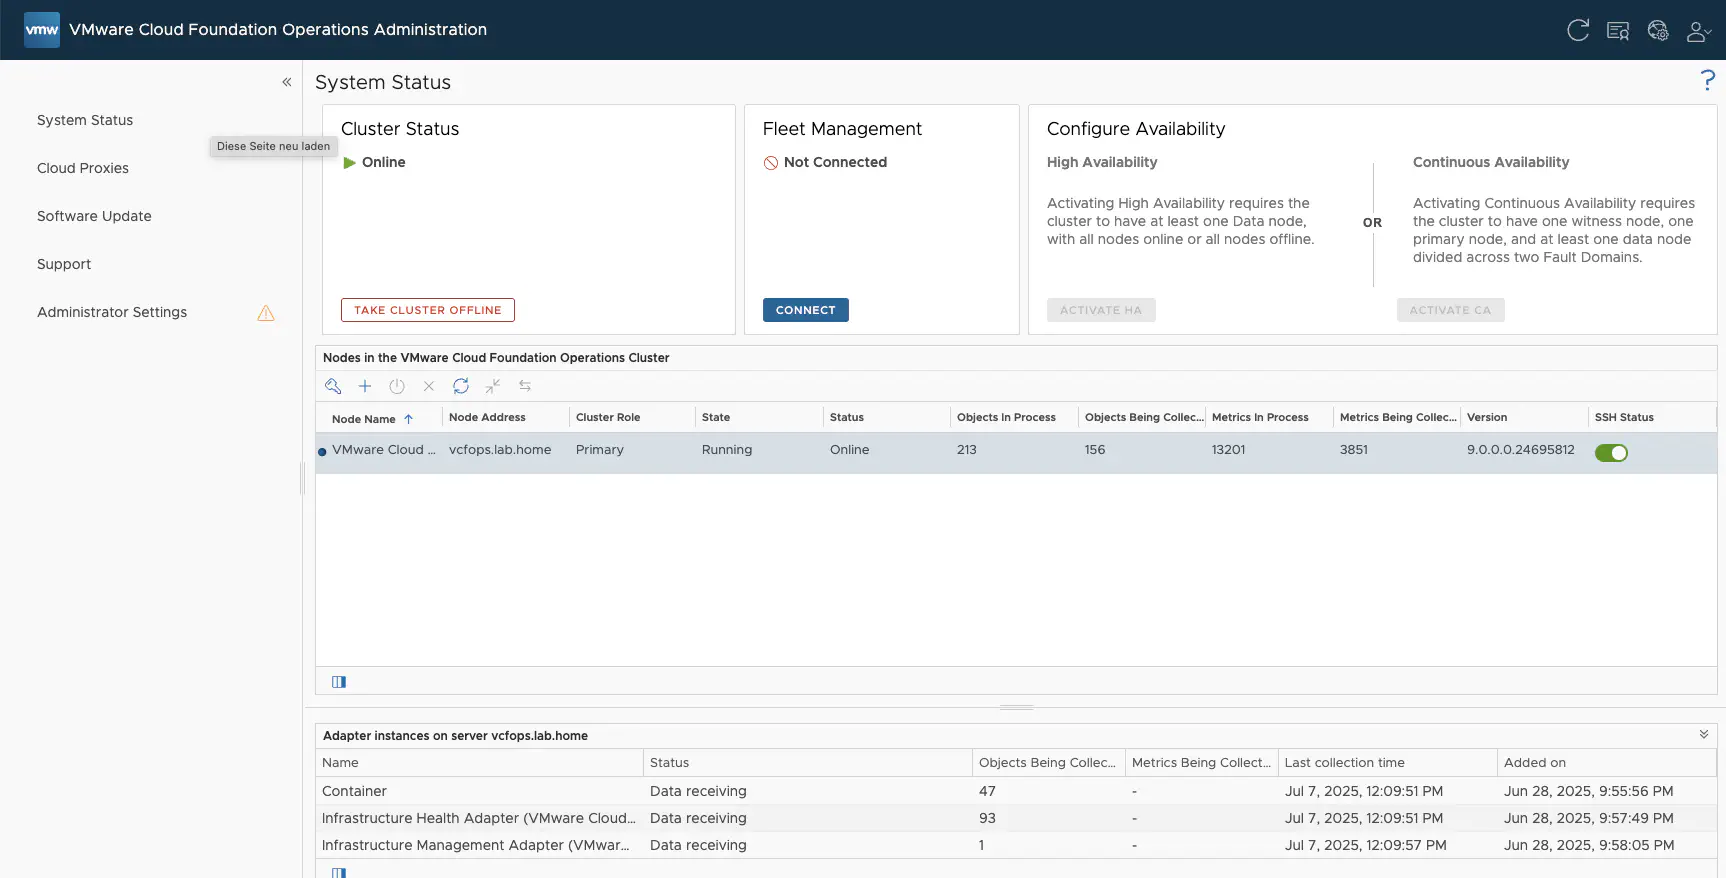 vmw VMware Cloud Foundation Operations Administration
System Status
Cloud Proxies
Software Update
Support
Administrator Settings
Diese Seite neu laden
System Status
?
Cluster Status
Online
TAKE CLUSTER OFFLINE
Fleet Management
Not Connected
CONNECT
Configure Availability
High Availability
Activating High Availability requires the
cluster to have at least one Data node,
with all nodes online or all nodes offline.
ACTIVATE HA
OR
Continuous Availability
Activating Continuous Availability requires
the cluster to have one witness node, one
primary node, and at least one data node
divided across two Fault Domains.
ACTIVATE CA
Nodes in the VMware Cloud Foundation Operations Cluster
Node Name Node Address Cluster Role State Status Objects In Process Objects Being Collec... Metrics In Process Metrics Being Collec... Version SSH Status
VMware Cloud ... vcfops.lab.home Primary Running Online 213 156 13201 3851 9.0.0.0.24695812
Adapter instances on server vcfops.lab.home
Name Status Objects Being Collec... Metrics Being Collect... Last collection time Added on
Container Data receiving 47 - Jul 7, 2025, 12:09:51 PM Jun 28, 2025, 9:55:56 PM
Infrastructure Health Adapter (VMware Cloud... Data receiving 93 - Jul 7, 2025, 12:09:51 PM Jun 28, 2025, 9:57:49 PM
Infrastructure Management Adapter (VMwar... Data receiving 1 - Jul 7, 2025, 12:09:57 PM Jun 28, 2025, 9:58:05 PM